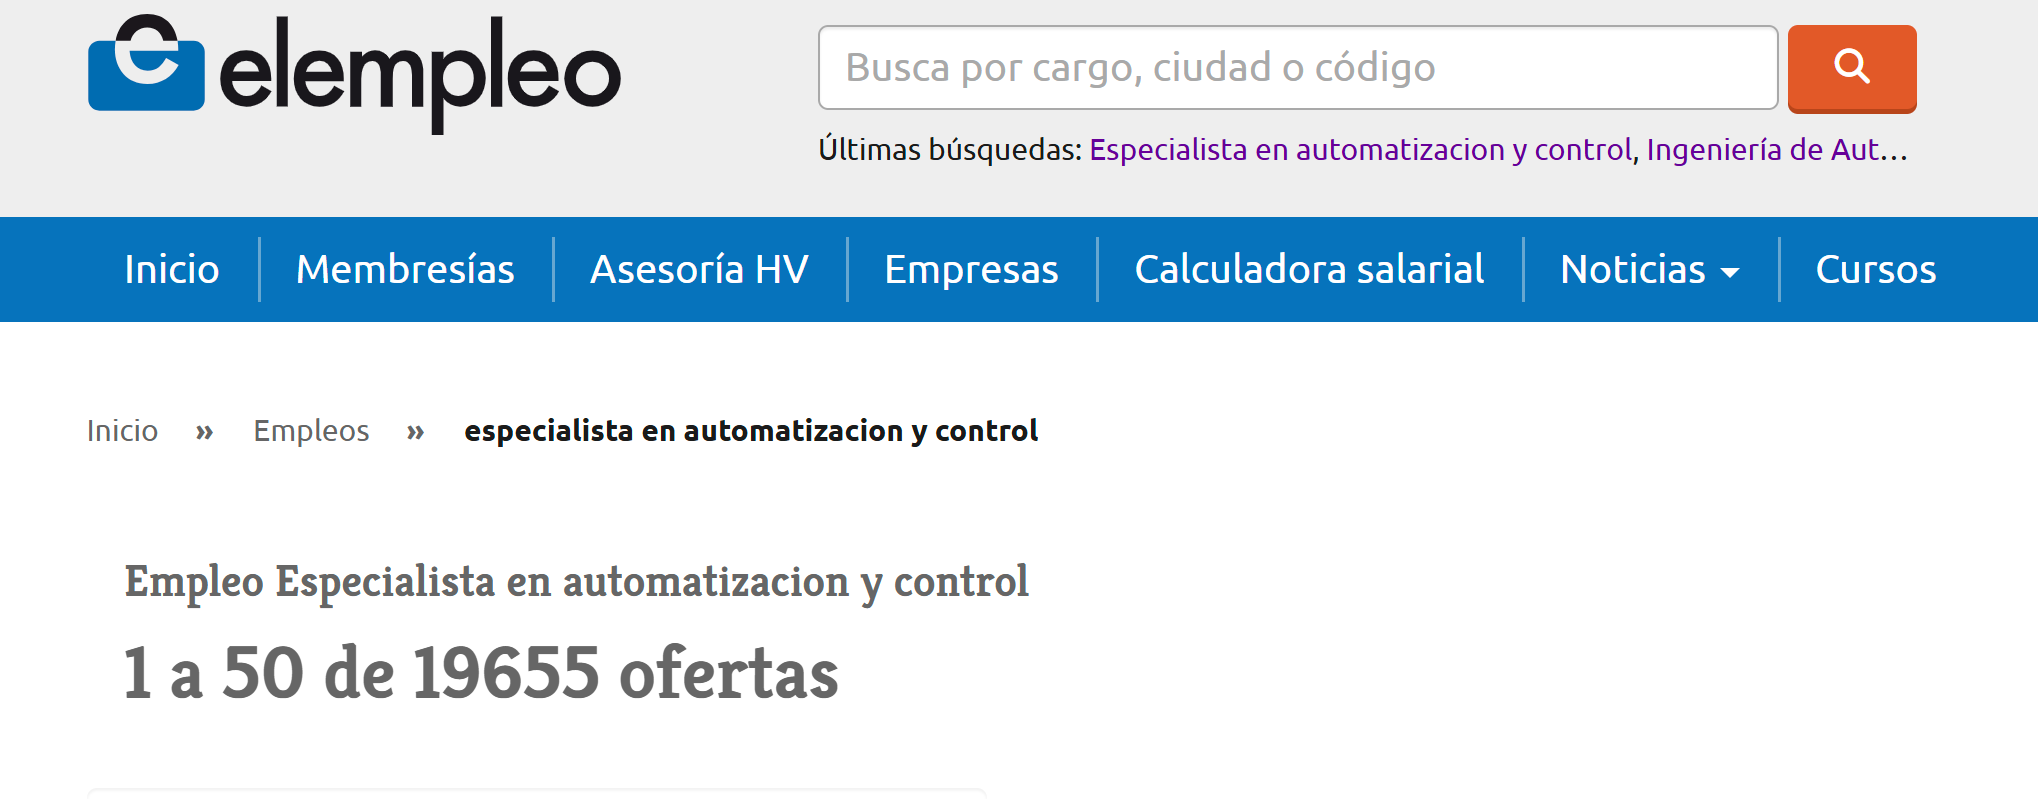 elempleo
Busca por cargo, ciudad o código
Últimas búsquedas: Especialista en automatizacion y control, Ingeniería de Aut...
Inicio
Membresías
Asesoría HV
Empresas
Calculadora salarial
Noticias
Cursos
Inicio » Empleos » especialista en automatizacion y control
Empleo Especialista en automatizacion y control
1 a 50 de 19655 ofertas